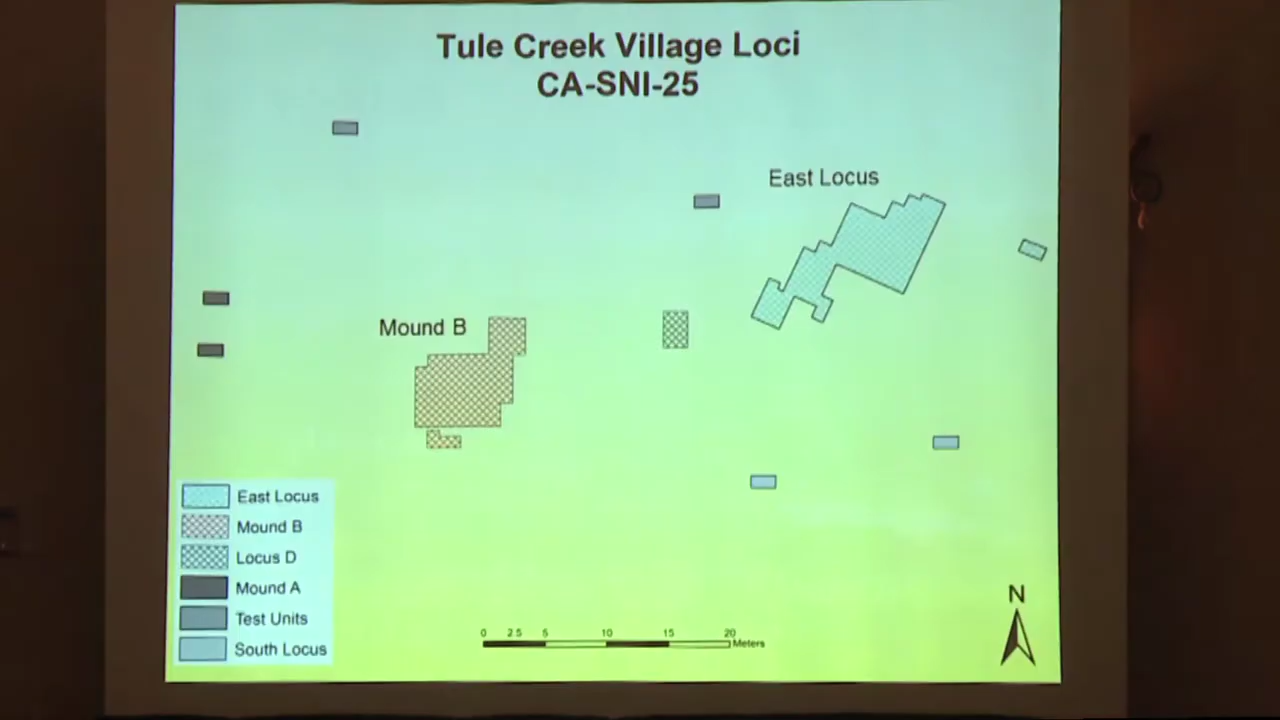 Tule Creek Village Loci
CA-SNI-25
East Locus
Mound B
East Locus
Mound B
Locus D
Mound A
Test Units
South Locus
0 2.5 5 10 15 20
Meters
N